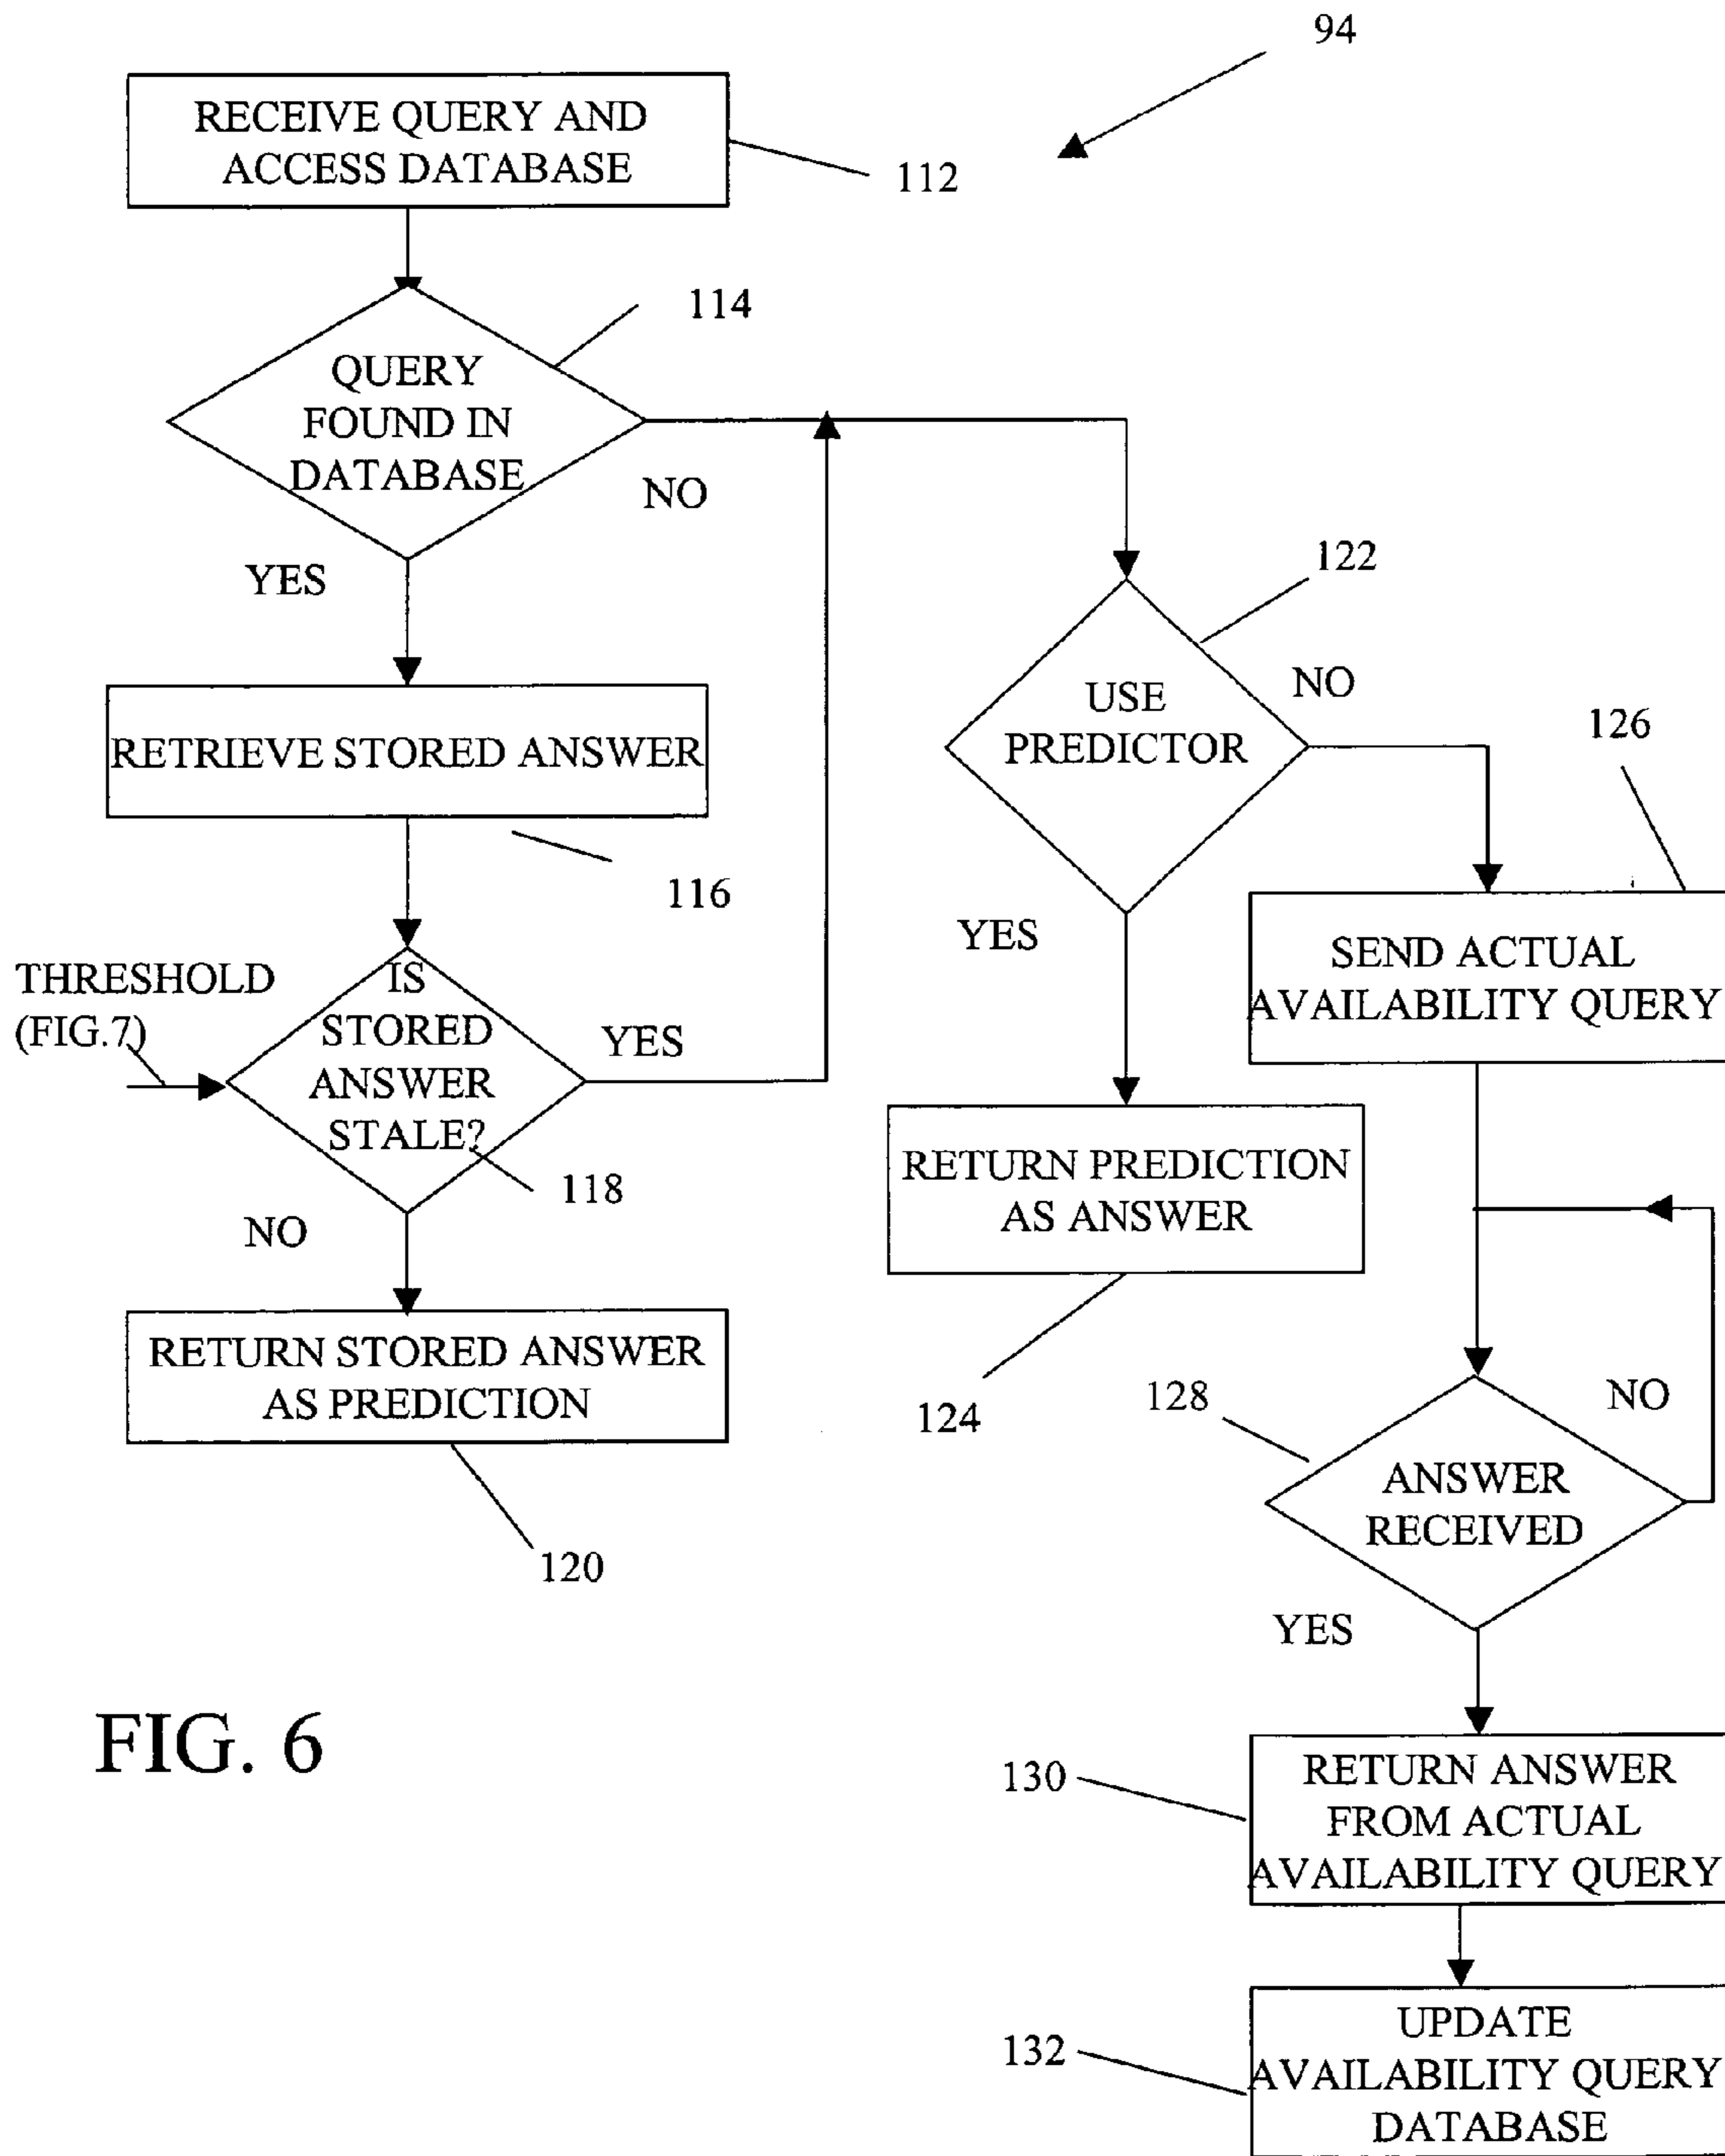 94
RECEIVE QUERY AND
ACCESS DATABASE
112
114
QUERY
FOUND IN
DATABASE
NO
YES
RETRIEVE STORED ANSWER
116
THRESHOLD
(FIG.7)
IS
STORED
ANSWER
STALE?
YES
118
NO
RETURN STORED ANSWER
AS PREDICTION
120
122
USE
PREDICTOR
NO
YES
126
SEND ACTUAL
AVAILABILITY QUERY
RETURN PREDICTION
AS ANSWER
124
128
ANSWER
RECEIVED
NO
YES
130
RETURN ANSWER
FROM ACTUAL
AVAILABILITY QUERY
132
UPDATE
AVAILABILITY QUERY
DATABASE
FIG. 6